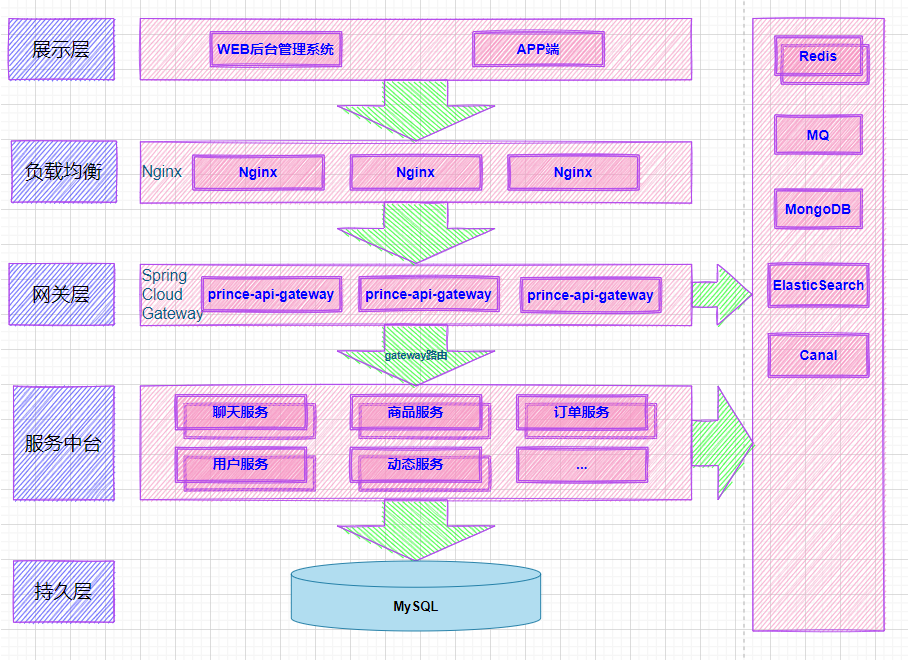 展示层
WEB后台管理系统
APP端
负载均衡
Nginx
Nginx
Nginx
Nginx
网关层
Spring
Cloud
Gateway
prince-api-gateway
prince-api-gateway
prince-api-gateway
gateway路由
服务中台
聊天服务
商品服务
订单服务
用户服务
动态服务
...
持久层
MySQL
Redis
MQ
MongoDB
ElasticSearch
Canal